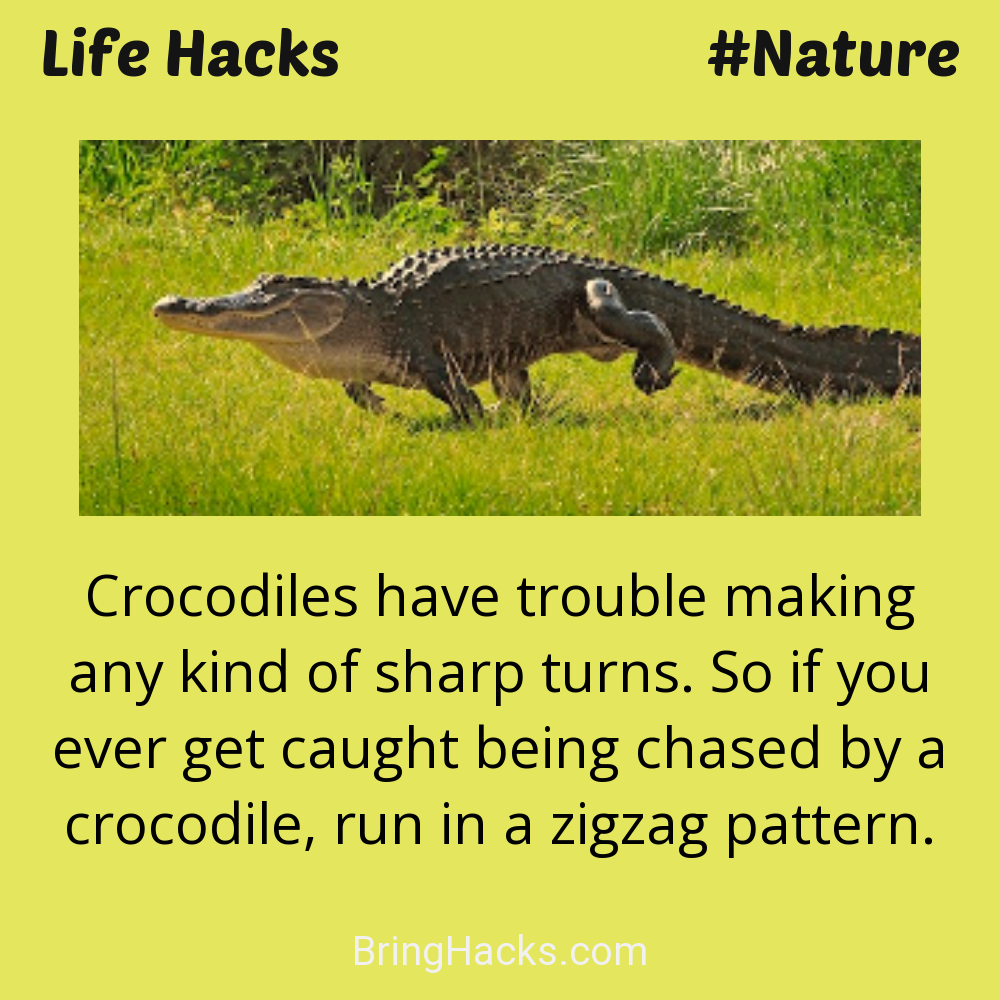 Life Hacks #Nature
Crocodiles have trouble making
any kind of sharp turns. So if you
ever get caught being chased by a
crocodile, run in a zigzag pattern.
BringHacks.com